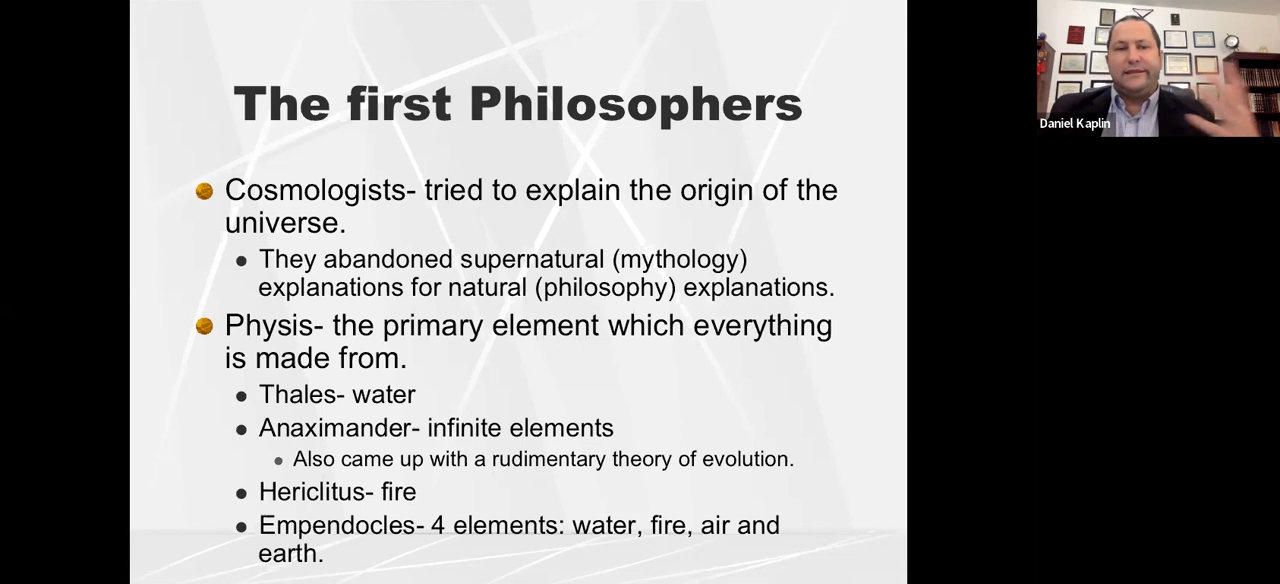 The first Philosophers
Cosmologists- tried to explain the origin of the
universe.
They abandoned supernatural (mythology)
explanations for natural (philosophy) explanations.
Physis- the primary element which everything
is made from.
Thales- water
Anaximander- infinite elements
Also came up with a rudimentary theory of evolution.
Hericlitus- fire
Empendocles- 4 elements: water, fire, air and
earth.
Daniel Kaplin